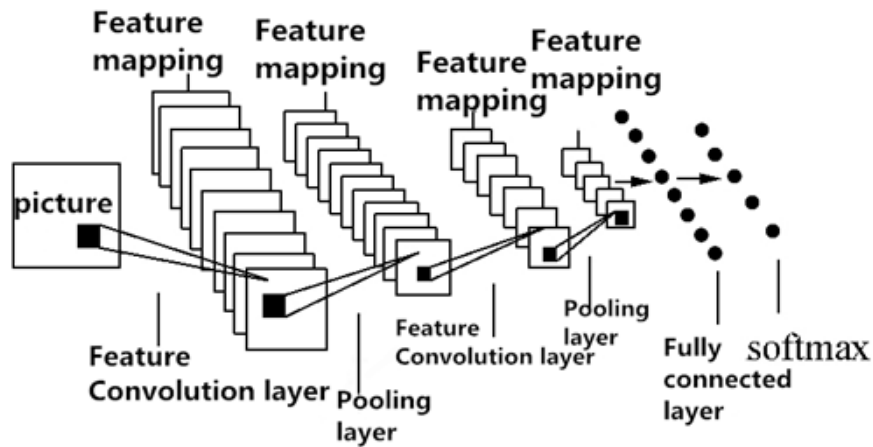 Feature
mapping
Feature
mapping
Feature
mapping
Feature
mapping
picture
Feature
Convolution layer
Pooling
layer
Feature
Convolution layer
Pooling
layer
Fully
connected
layer
softmax